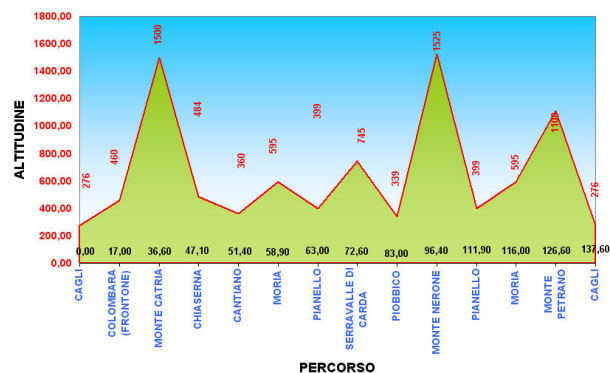 1800,00
1600,00
1400,00
1200,00
1000,00
800,00
600,00
400,00
200,00
0,00
ALTITUDINE
276
460
1500
484
360
595
399
745
339
1525
399
595
276
0,00
17,00
36,60
47,10
51,40
58,90
63,00
72,60
83,00
96,40
111,90
116,00
126,60
137,60
CAGLI
COLOMBARA
(FRONTONE)
MONTE CATRIA
CHIASERNA
CANTIANO
MORIA
PIANELLO
SERRAVALLE DI
CARDA
PIOBBICO
MONTE NERONE
PIANELLO
MORIA
MONTE
PETRANO
CAGLI
PERCORSO